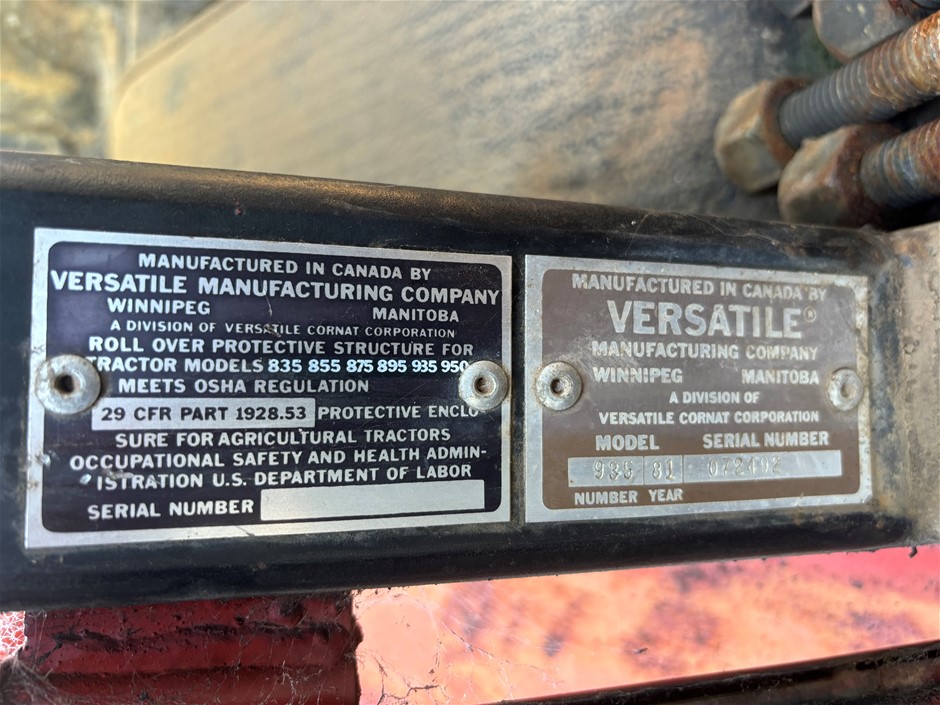 MANUFACTURED IN CANADA BY
VERSATILE MANUFACTURING COMPANY
WINNIPEG MANITOBA
A DIVISION OF VERSATILE CORNAT CORPORATION
ROLL OVER PROTECTIVE STRUCTURE FOR
TRACTOR MODELS 835 855 875 895 935 950
MEETS OSHA REGULATION
29 CFR PART 1928.53 PROTECTIVE ENCLO
SURE FOR AGRICULTURAL TRACTORS
OCCUPATIONAL SAFETY AND HEALTH ADMIN-
ISTRATION U.S. DEPARTMENT OF LABOR
SERIAL NUMBER
MANUFACTURED IN CANADA BY
VERSATILE®
MANUFACTURING COMPANY
WINNIPEG MANITOBA
A DIVISION OF
VERSATILE CORNAT CORPORATION
MODEL SERIAL NUMBER
81
NUMBER YEAR